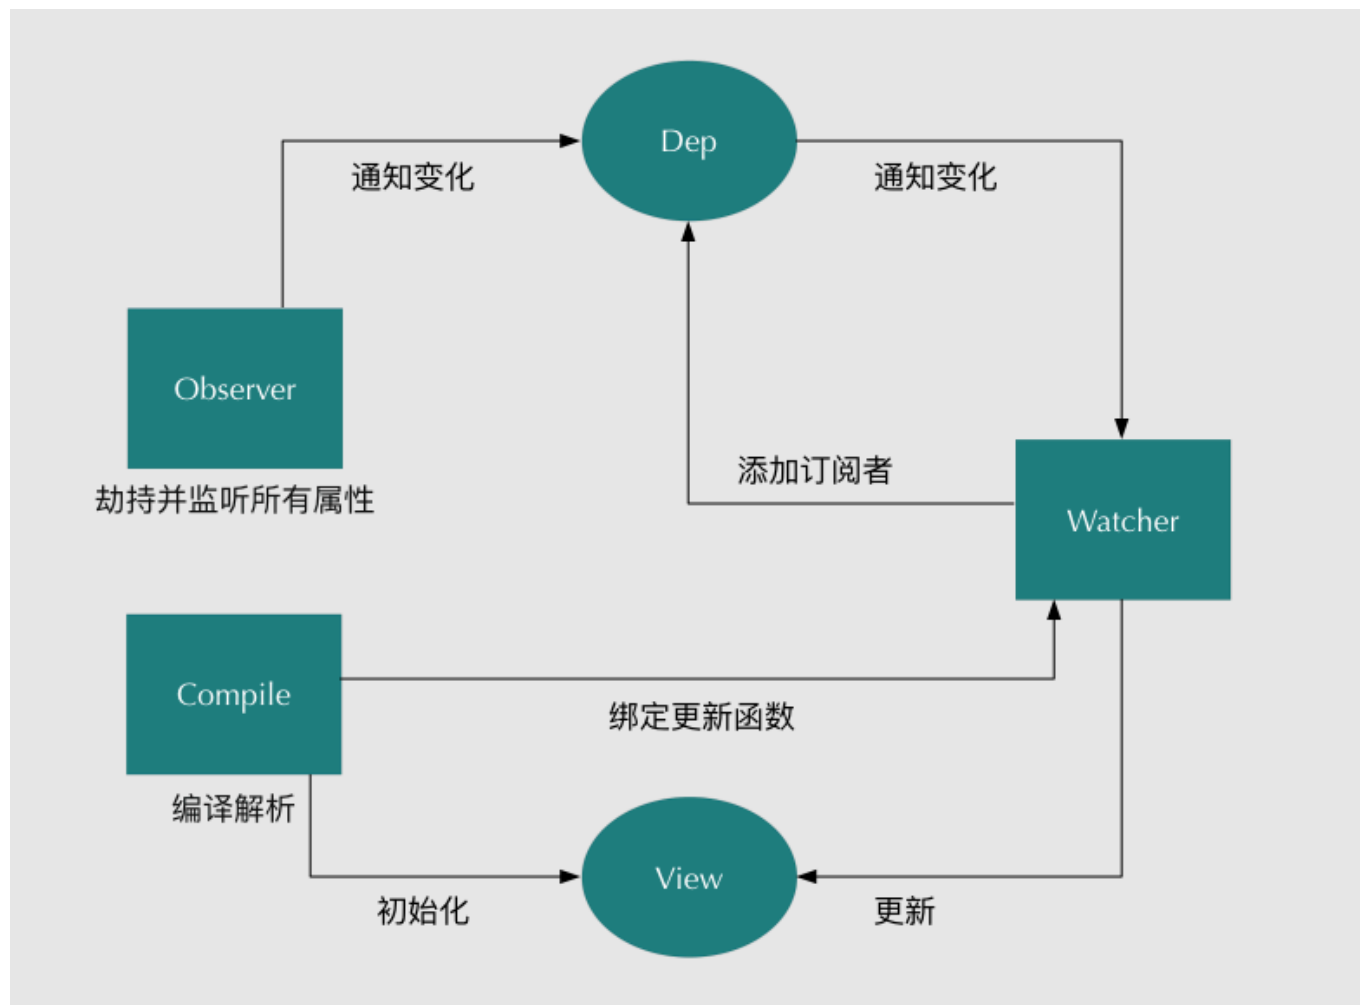 Dep
通知变化
通知变化
Observer
劫持并监听所有属性
添加订阅者
Watcher
Compile
绑定更新函数
编译解析
View
初始化
更新